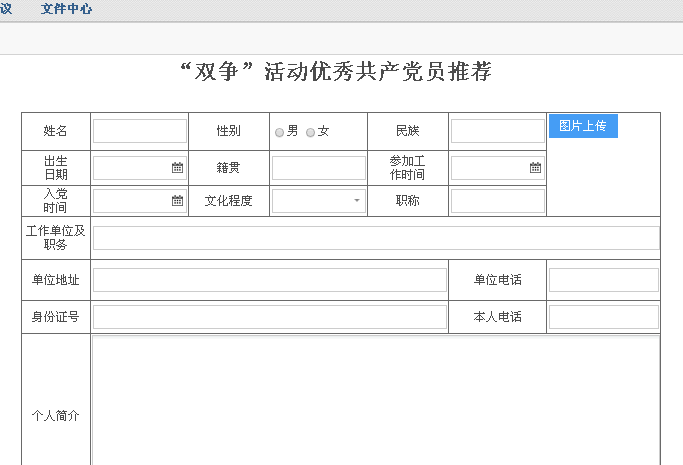 议 文件中心
“双争”活动优秀共产党员推荐
姓名 性别 男 女 民族 图片上传
出生
日期 籍贯 参加工
作时间
入党
时间 文化程度 职称
工作单位及
职务
单位地址 单位电话
身份证号 本人电话
个人简介